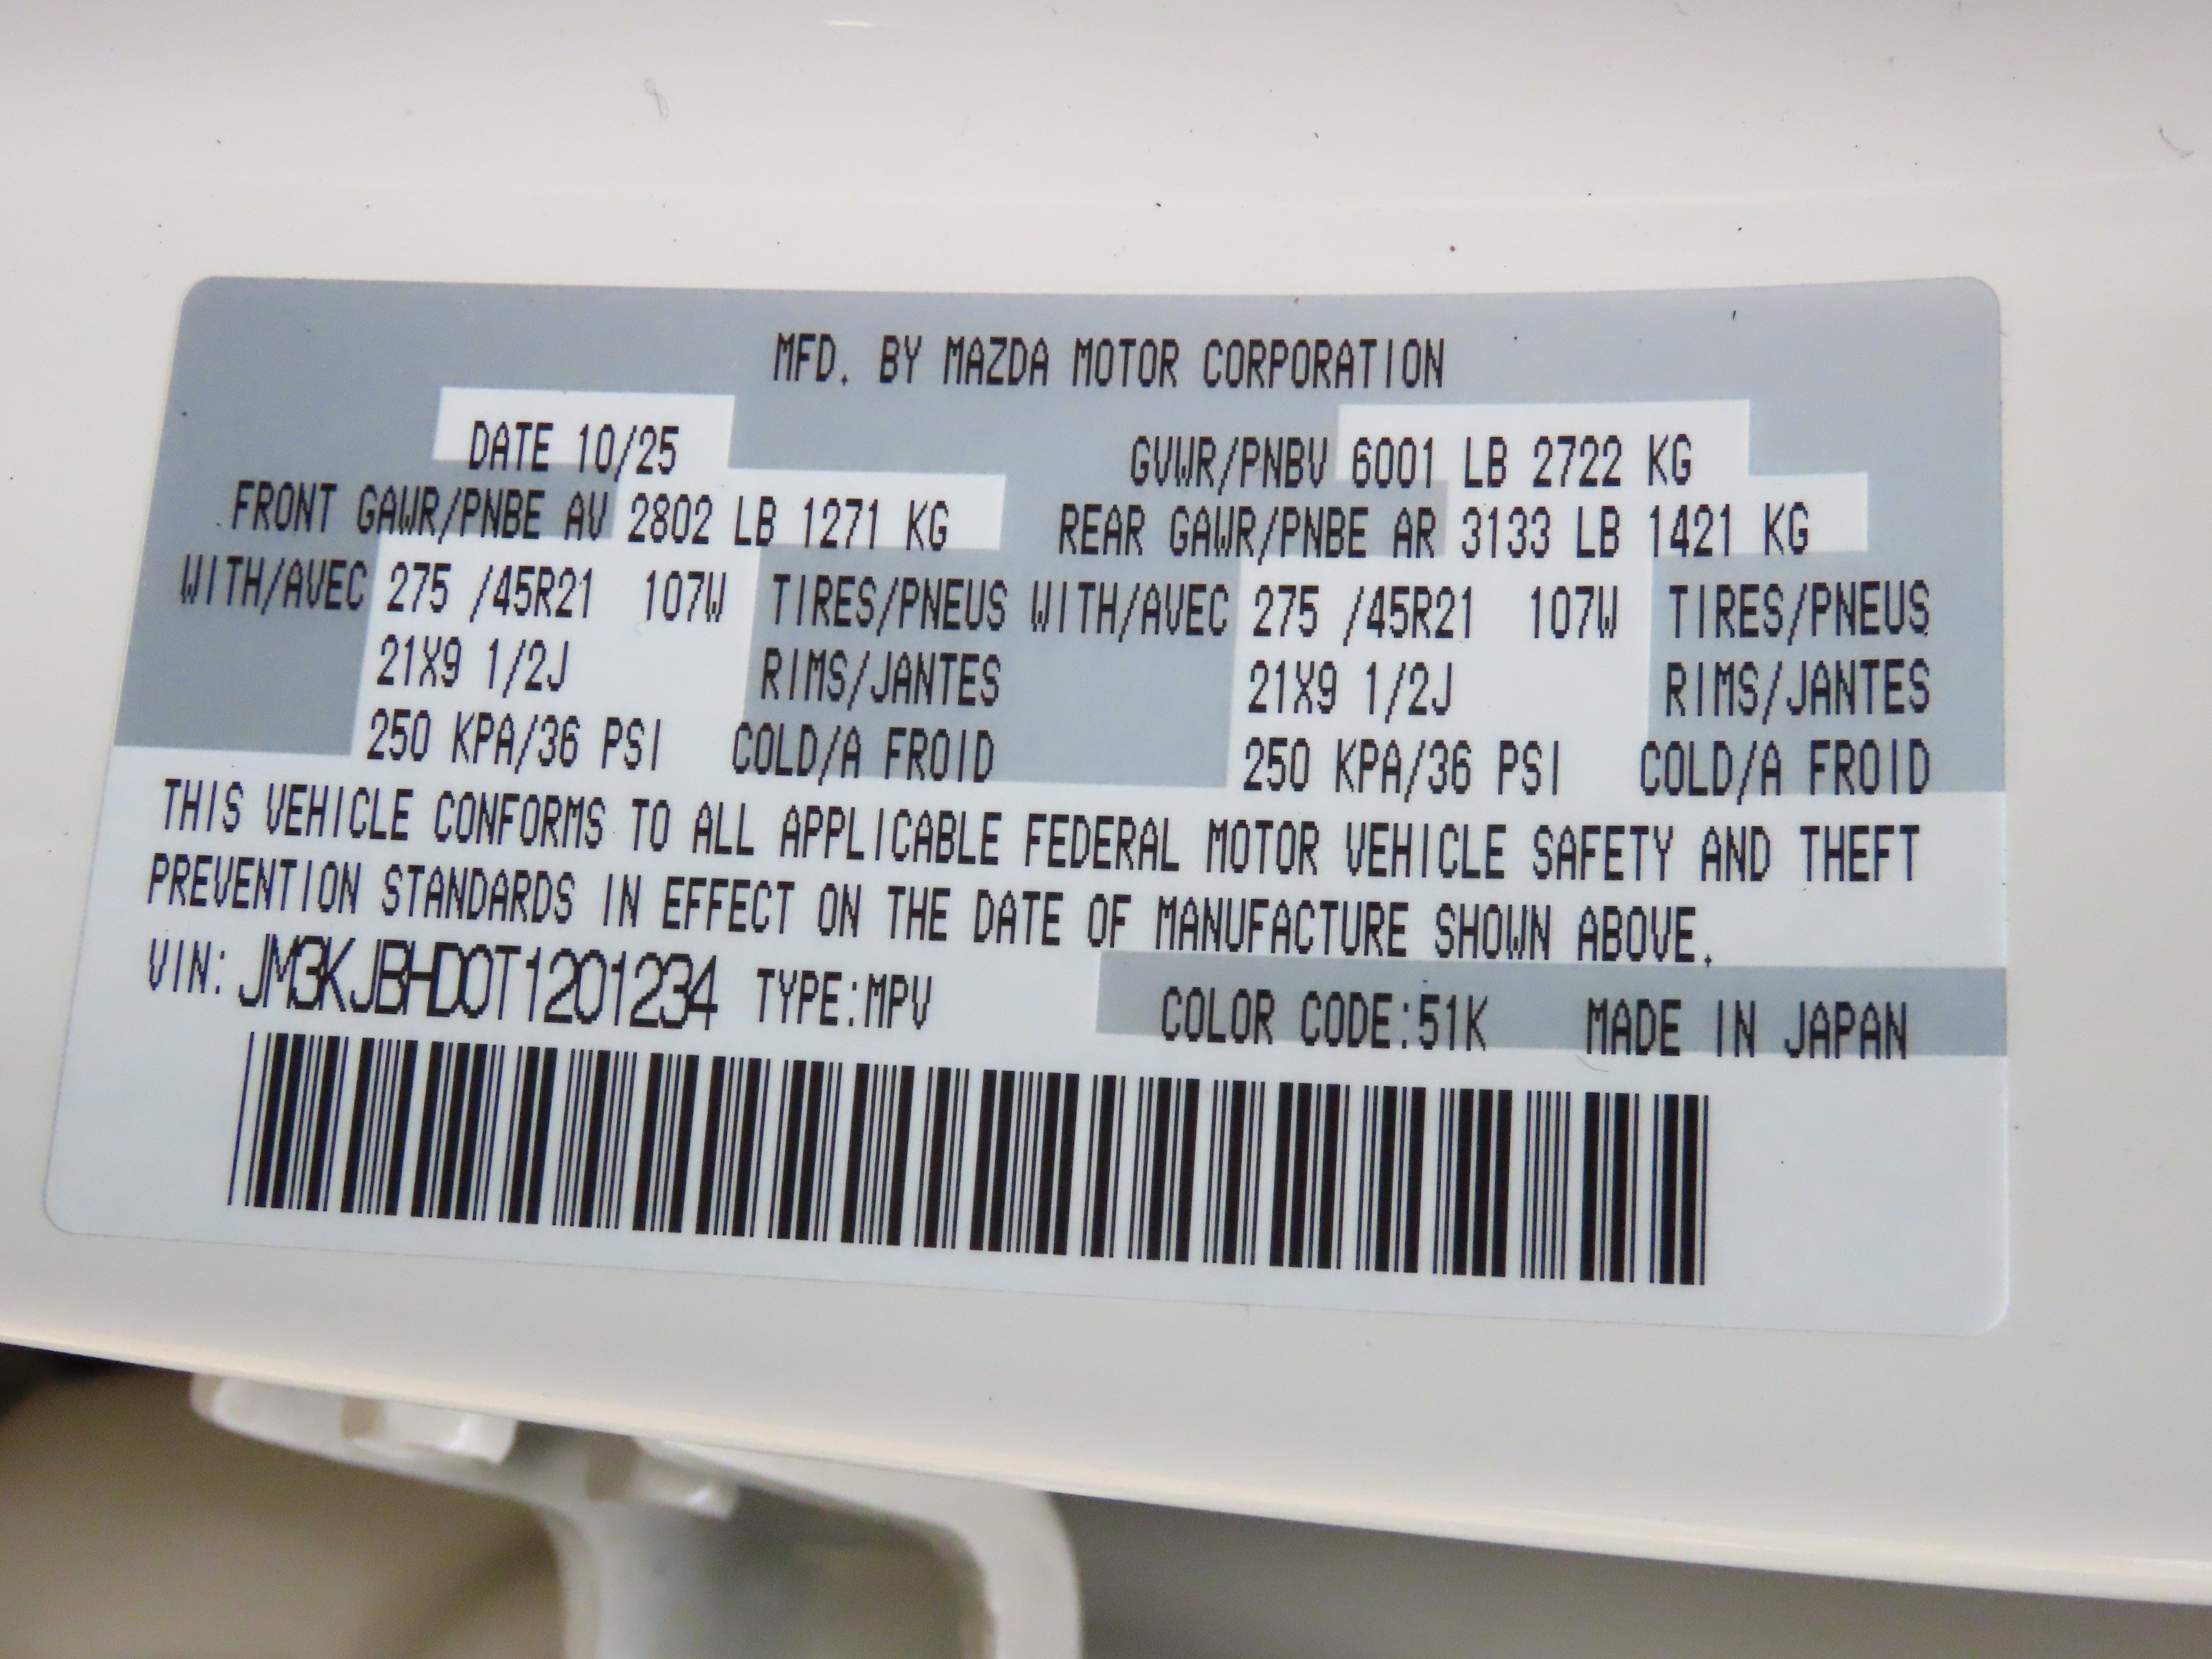 MFD. BY MAZDA MOTOR CORPORATION
DATE 10/25 GVWR/PNBV 6001 LB 2722 KG
FRONT GAWR/PNBE AV 2802 LB 1271 KG REAR GAWR/PNBE AR 3133 LB 1421 KG
WITH/AVEC 275 /45R21 107W TIRES/PNEUS WITH/AVEC 275 /45R21 107W TIRES/PNEUS
21X9 1/2J RIMS/JANTES 21X9 1/2J RIMS/JANTES
250 KPA/36 PSI COLD/A FROID 250 KPA/36 PSI COLD/A FROID
THIS VEHICLE CONFORMS TO ALL APPLICABLE FEDERAL MOTOR VEHICLE SAFETY AND THEFT
PREVENTION STANDARDS IN EFFECT ON THE DATE OF MANUFACTURE SHOWN ABOVE.
VIN: JM3KJBHD0T1201234 TYPE:MPV COLOR CODE:51K MADE IN JAPAN